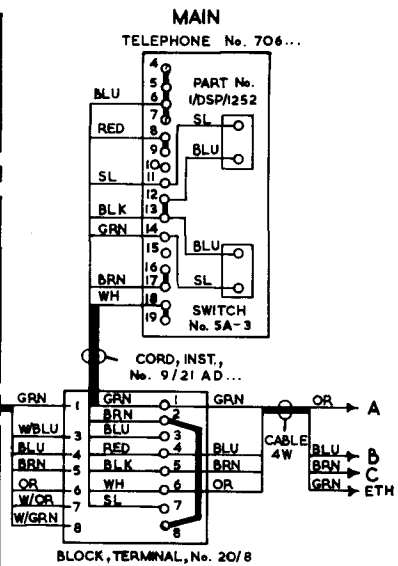 MAIN
TELEPHONE No. 706...
4
5
BLU 6
7
RED 8
9
10
SL 11
12
BLK 13
GRN 14
15
16
BRN 17
WH 18
19
PART No.
1/DSP/1252
SL
BLU
BLU
SL
SWITCH
No. 5A-3
CORD, INST.,
No. 9/21 AD...
GRN 1 GRN 1 GRN OR A
BRN 2
W/BLU 3 BLU 3
CABLE
4W
BLU 4 RED 4 BLU BLU B
BRN 5 BLK 5 BRN BRN C
OR 6 WH 6 OR GRN ETH
W/OR 7 SL 7
W/GRN 8 8
BLOCK, TERMINAL, No. 20/8